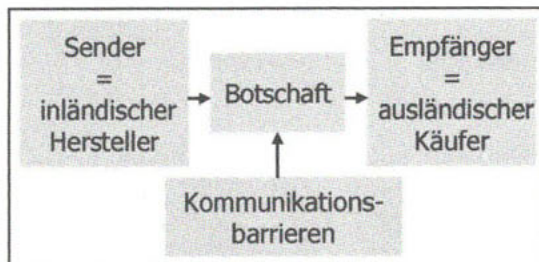 Sender
=
inländischer
Hersteller
Botschaft
Empfänger
=
ausländischer
Käufer
Kommunikations-
barrieren